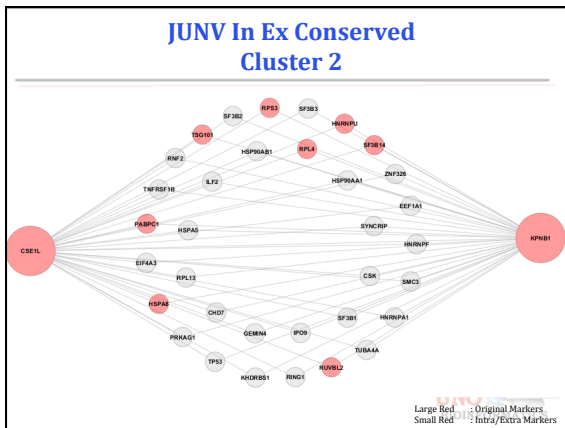 JUNV In Ex Conserved
Cluster 2
RPS3
SF3B3
SF3B2
HNRNPU
TSG101
SF3B14
RPL4
HSP90AB1
RNF2
ZNF326
HSP90AA1
ILF2
TNFRSF1B
EEF1A1
PABPC1
SYNCRIP
HSPA5
CSE1L
KPNB1
HNRNPF
EIF4A3
RPL13
CSK
SMC3
HSPA8
CHD7
SF3B1
HNRNPA1
PRKAG1
GEMIN4
IPO9
TUBA4A
TP53
RUVBL2
KHDRBS1
RING1
UNO
BIOINFORMATICS
Large Red : Original Markers
Small Red : Intra/Extra Markers